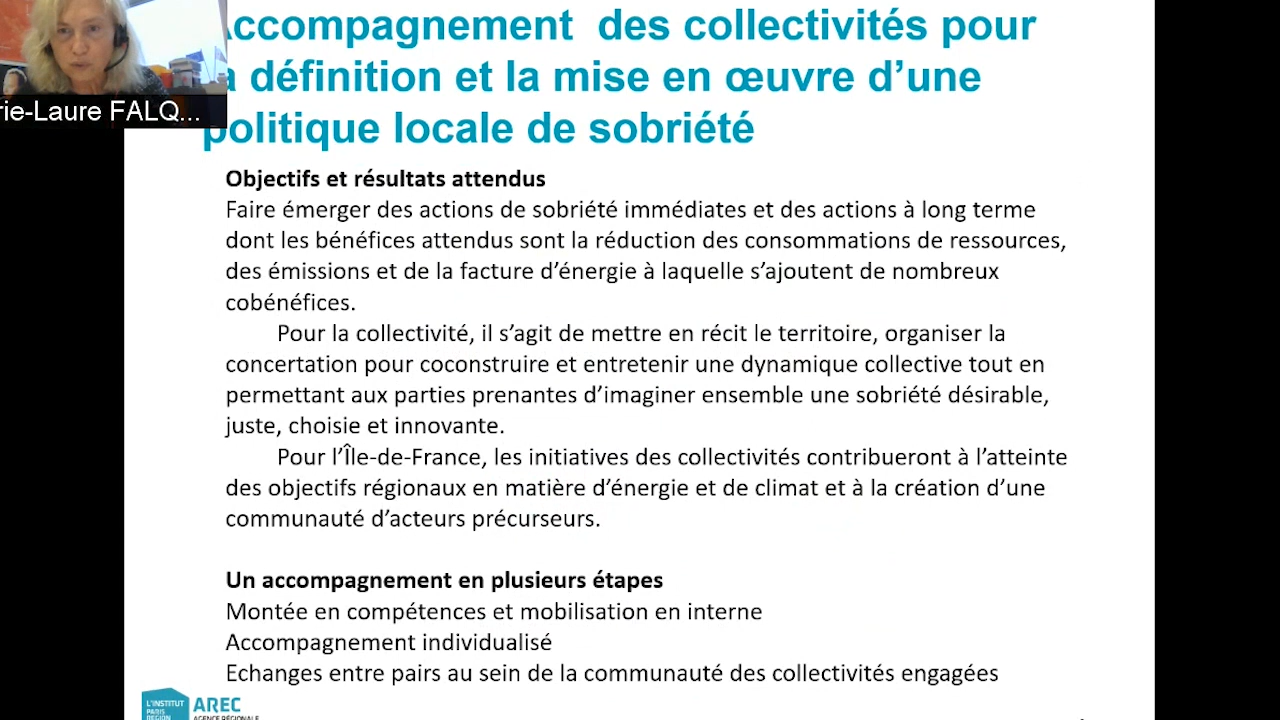 Accompagnement des collectivités pour
la définition et la mise en œuvre d'une
politique locale de sobriété
rie-Laure FALQ...
Objectifs et résultats attendus
Faire émerger des actions de sobriété immédiates et des actions à long terme
dont les bénéfices attendus sont la réduction des consommations de ressources,
des émissions et de la facture d'énergie à laquelle s'ajoutent de nombreux
cobénéfices.
Pour la collectivité, il s'agit de mettre en récit le territoire, organiser la
concertation pour coconstruire et entretenir une dynamique collective tout en
permettant aux parties prenantes d'imaginer ensemble une sobriété désirable,
juste, choisie et innovante.
Pour l'Île-de-France, les initiatives des collectivités contribueront à l'atteinte
des objectifs régionaux en matière d'énergie et de climat et à la création d'une
communauté d'acteurs précurseurs.
Un accompagnement en plusieurs étapes
Montée en compétences et mobilisation en interne
Accompagnement individualisé
Echanges entre pairs au sein de la communauté des collectivités engagées
L'INSTITUT
PARIS
REGION
AREC
AGENCE RÉGIONALE